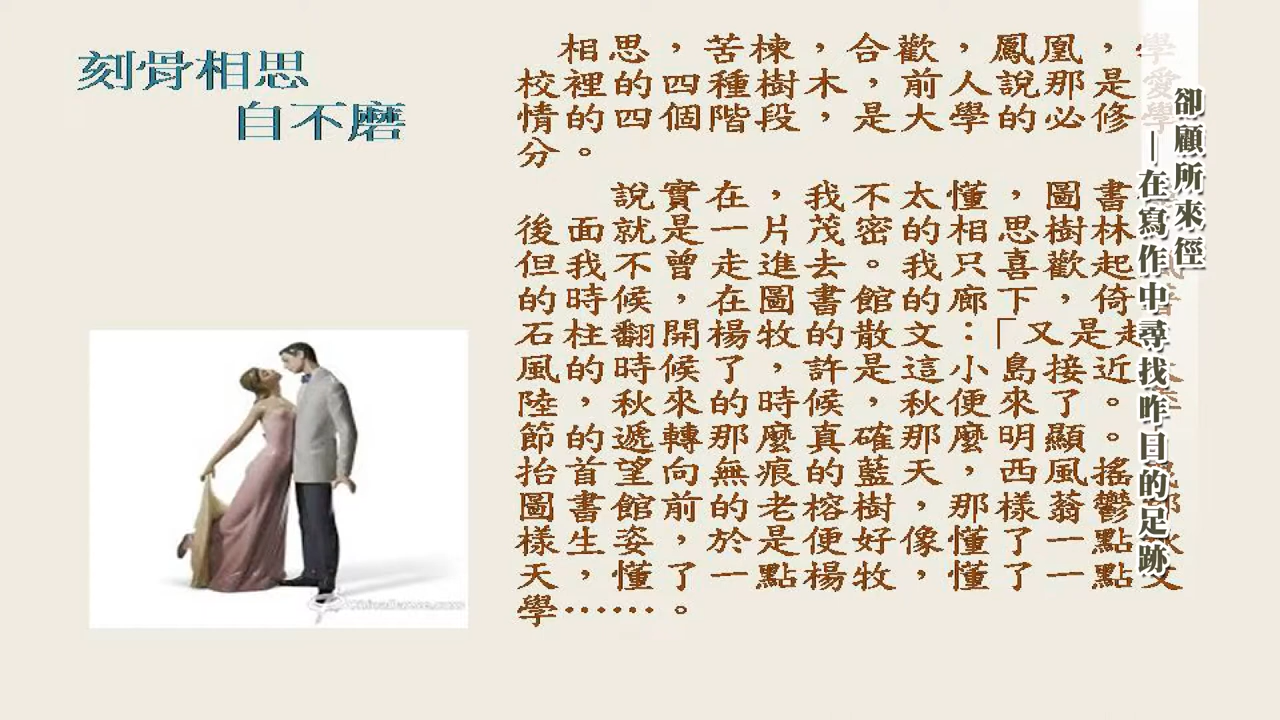 刻骨相思
自不磨
相思，苦楝，合歡，鳳凰，
校裡的四種樹木，前人說那是愛
情的四個階段，是大學的必修學
分。
說實在，我不太懂，圖書
後面就是一片茂密的相思樹林
但我不曾走進去。我只喜歡起
的時候，在圖書館的廊下，倚
石柱翻開楊牧的散文：「又是走
風的時候了，許是這小島接近
陸，秋來的時候，秋便來了。
節的遞轉那麼真確那麼明顯。
抬首望向無痕的藍天，西風搖
圖書館前的老榕樹，那樣蓊鬱
樣生姿，於是便好像懂了一點秋
天，懂了一點楊牧，懂了一點文
學……。
卻顧所來徑
—在寫作中尋找昨日的足跡